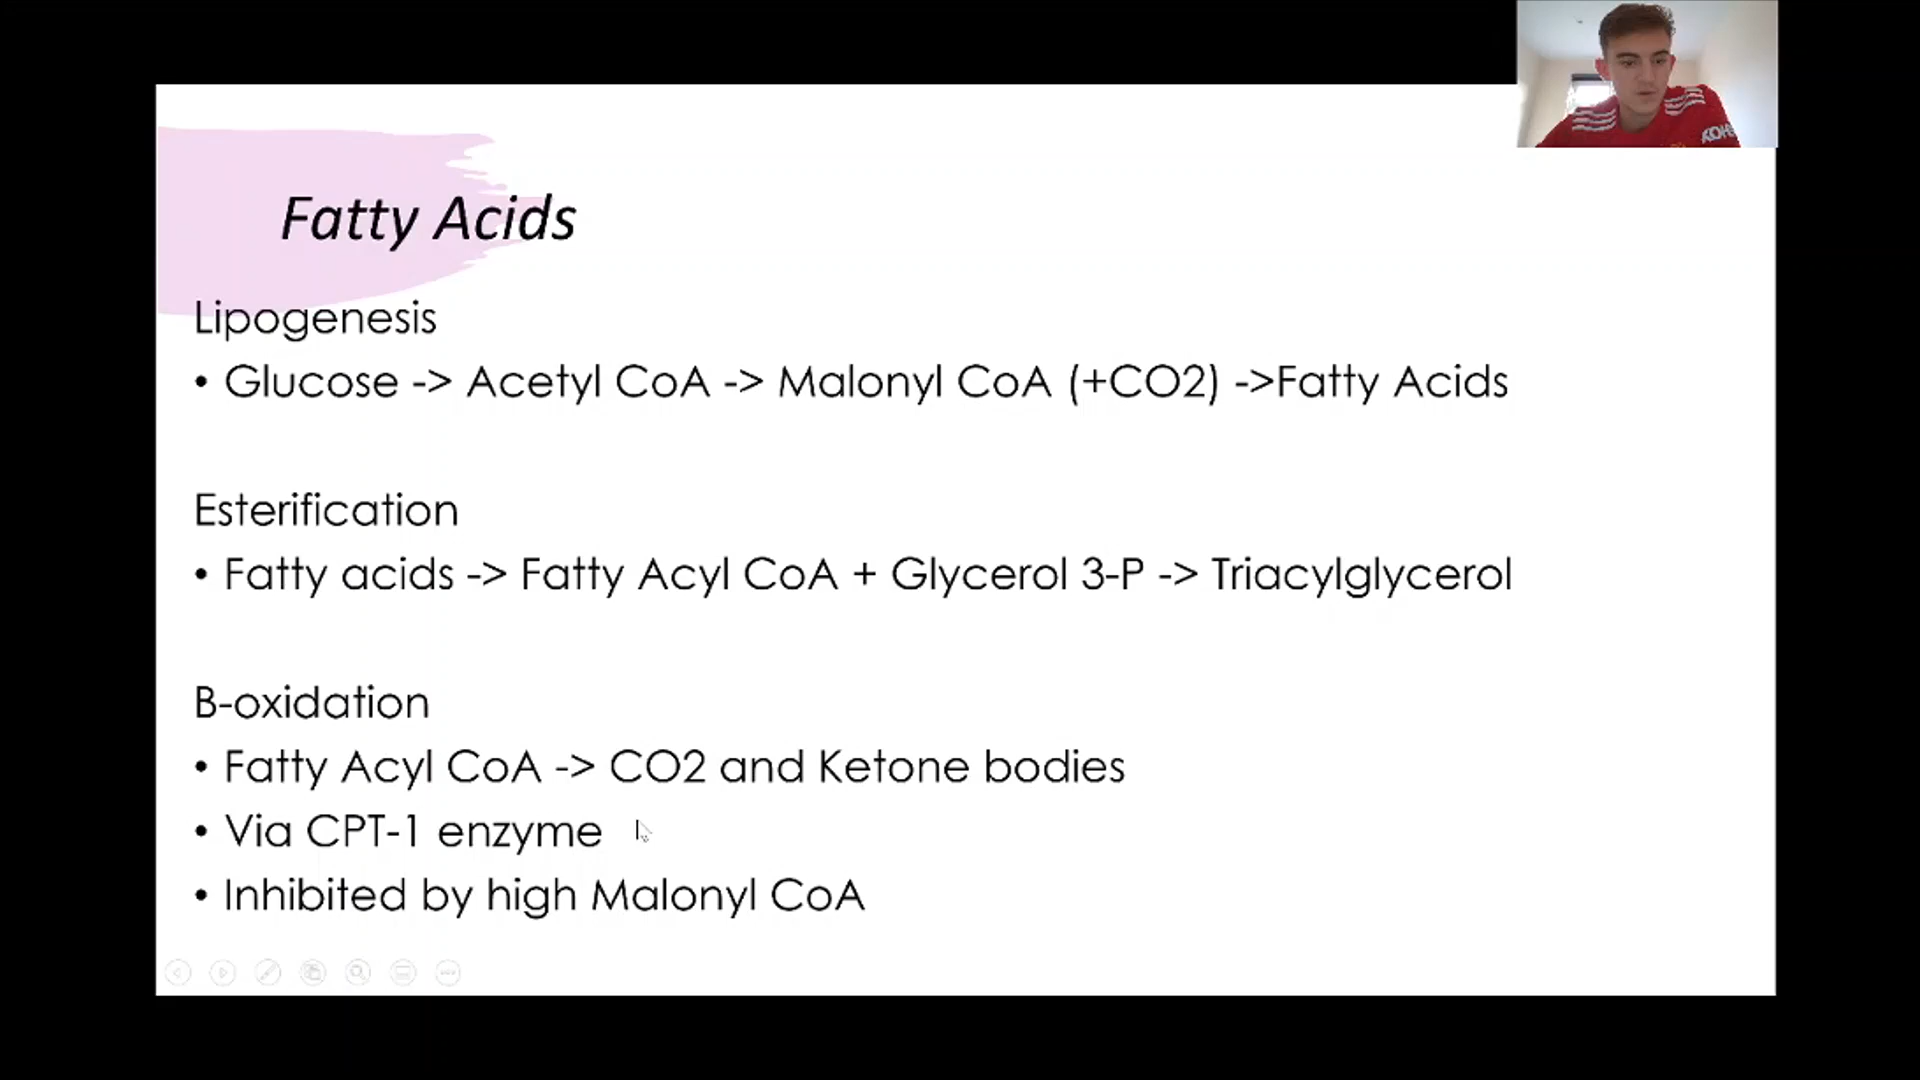 Fatty Acids
Lipogenesis
• Glucose -> Acetyl CoA -> Malonyl CoA (+CO2) ->Fatty Acids
Esterification
• Fatty acids -> Fatty Acyl CoA + Glycerol 3-P -> Triacylglycerol
B-oxidation
• Fatty Acyl CoA -> CO2 and Ketone bodies
• Via CPT-1 enzyme
• Inhibited by high Malonyl CoA